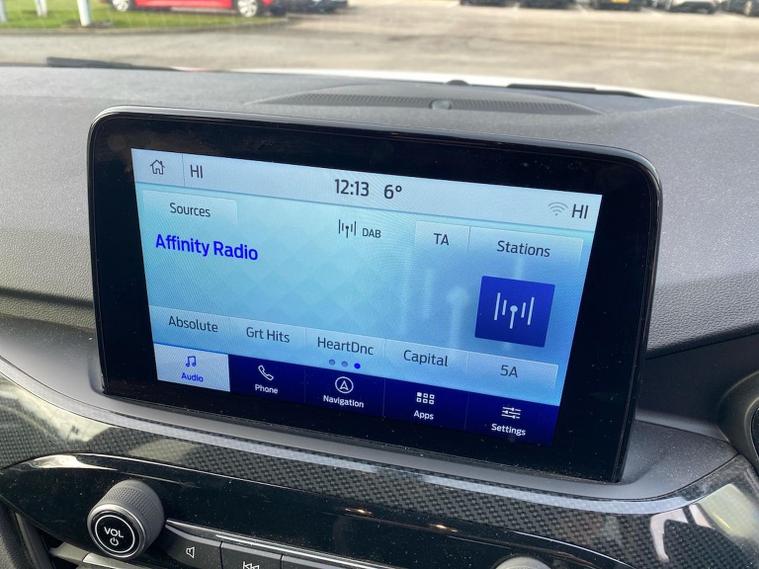 HI 12:13 6° HI
Sources DAB TA Stations
Affinity Radio
Absolute Grt Hits HeartDnc Capital 5A
Audio Phone Navigation Apps Settings
VOL